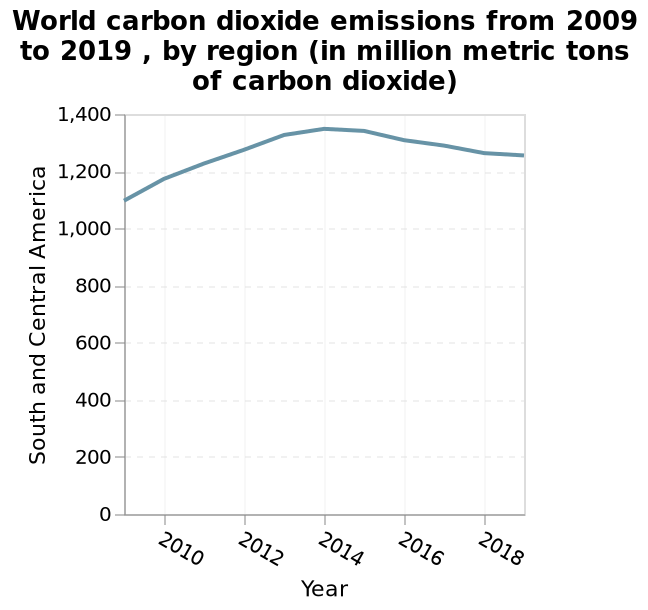 World carbon dioxide emissions from 2009
to 2019 , by region (in million metric tons
of carbon dioxide)
1,400
1,200
1,000
800
600
400
200
0
South and Central America
2010
2012
2014
2016
2018
Year